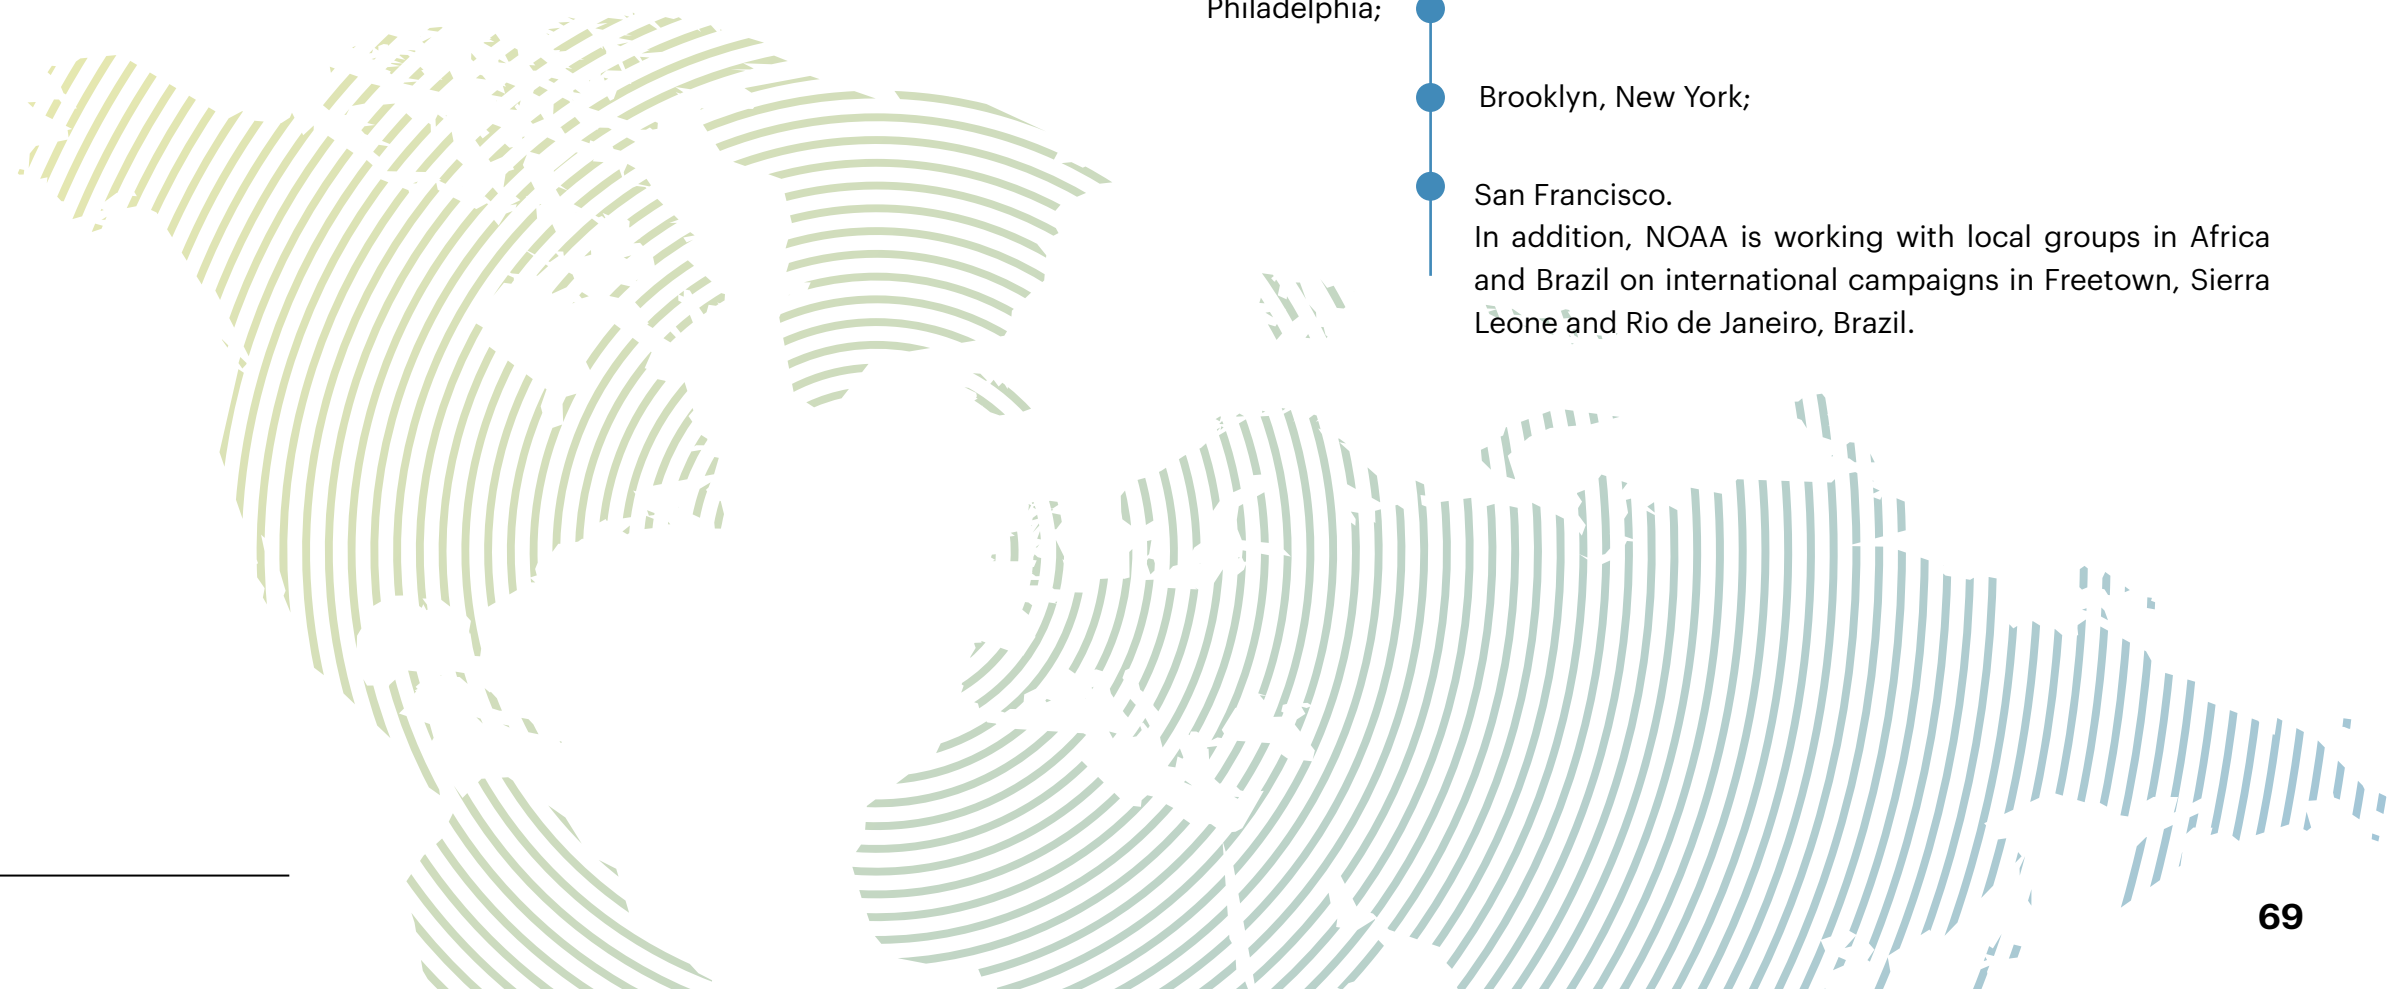 Philadelphia;
Brooklyn, New York;
San Francisco.
In addition, NOAA is working with local groups in Africa
and Brazil on international campaigns in Freetown, Sierra
Leone and Rio de Janeiro, Brazil.
69